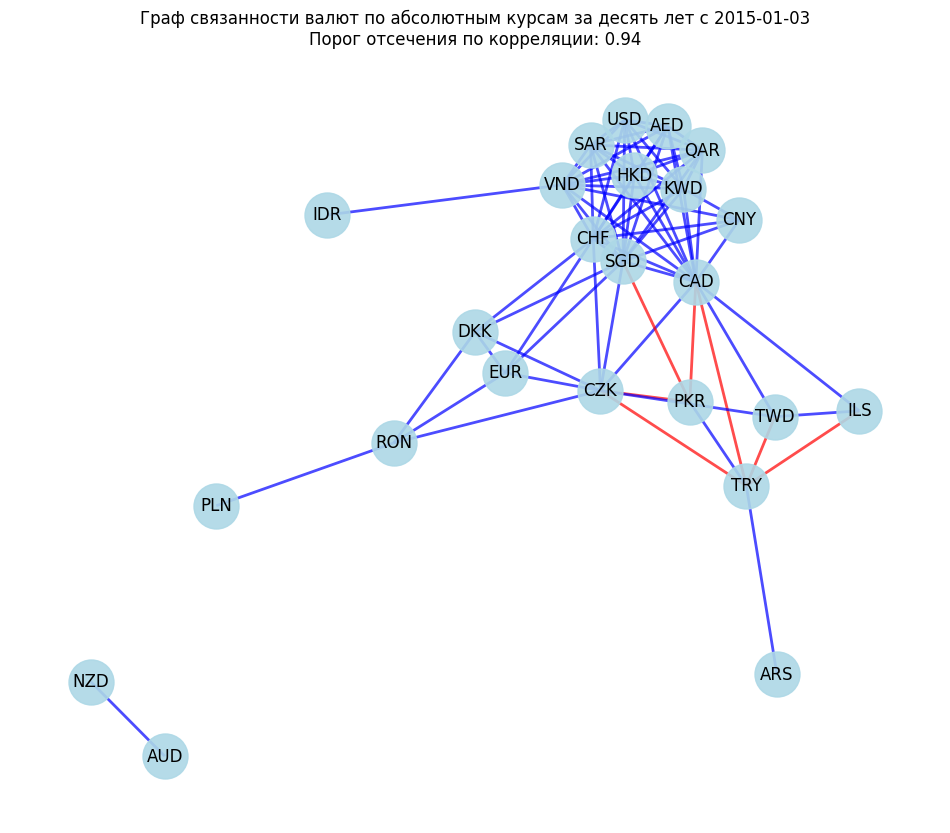 Граф связанности валют по абсолютным курсам за десять лет с 2015-01-03
Порог отсечения по корреляции: 0.94
USD
AED
SAR
QAR
HKD
VND
KWD
IDR
CNY
CHF
SGD
CAD
DKK
EUR
CZK
PKR
TWD
ILS
RON
TRY
PLN
ARS
NZD
AUD